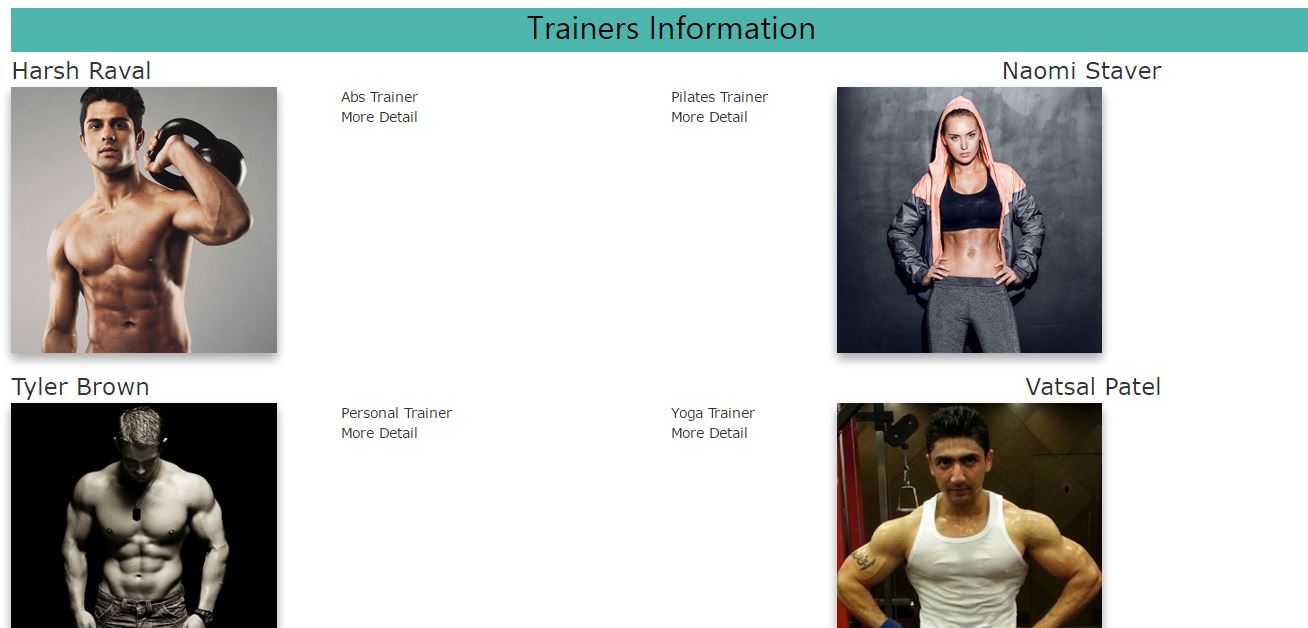 Trainers Information
Harsh Raval
Naomi Staver
Abs Trainer
More Detail
Pilates Trainer
More Detail
Tyler Brown
Vatsal Patel
Personal Trainer
More Detail
Yoga Trainer
More Detail